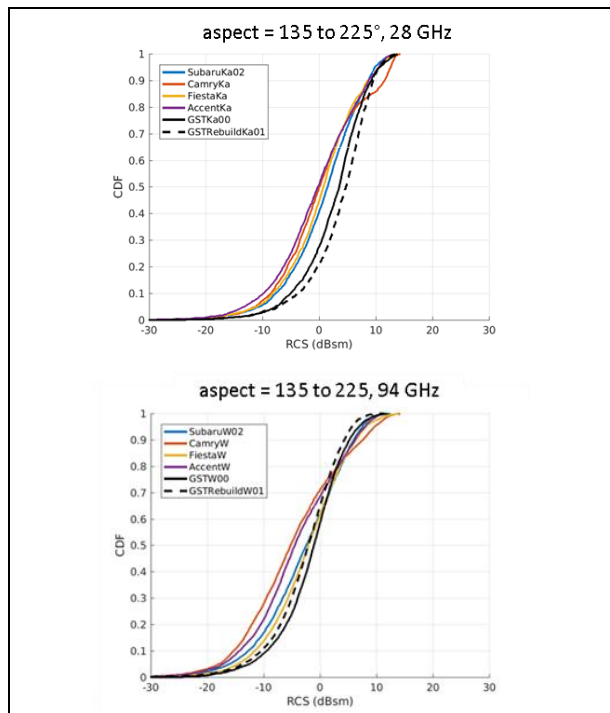 aspect = 135 to 225°, 28 GHz
1
0.9
0.8
0.7
0.6
0.5
0.4
0.3
0.2
0.1
0
CDF
SubaruKa02
CamryKa
FiestaKa
AccentKa
GSTKa00
GSTRebuildKa01
-30 -20 -10 0 10 20 30
RCS (dBsm)
aspect = 135 to 225, 94 GHz
1
0.9
0.8
0.7
0.6
0.5
0.4
0.3
0.2
0.1
0
CDF
SubaruW02
CamryW
FiestaW
AccentW
GSTW00
GSTRebuildW01
-30 -20 -10 0 10 20 30
RCS (dBsm)